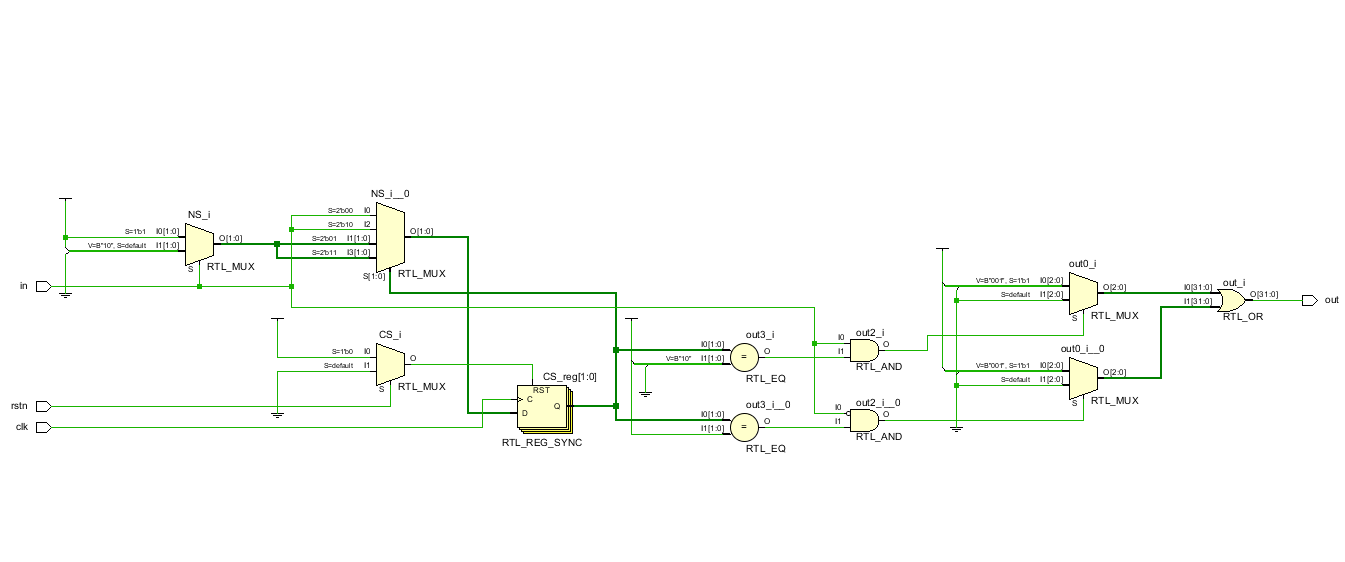 NS_i
S=1'b1 I0[1:0]
V=B"10", S=default I1[1:0]
O[1:0]
S
RTL_MUX
NS_i__0
S=2'b00 I0
S=2'b10 I2
S=2'b01 I1[1:0]
S=2'b11 I3[1:0]
O[1:0]
S[1:0]
RTL_MUX
in
CS_i
S=1'b0 I0
S=default I1
O
S
RTL_MUX
rstn
clk
CS_reg[1:0]
RST
C
D
Q
RTL_REG_SYNC
out3_i
I0[1:0]
V=B"10" I1[1:0]
O
=
RTL_EQ
out3_i__0
I0[1:0]
I1[1:0]
O
=
RTL_EQ
out2_i
I0
I1
O
RTL_AND
out2_i__0
I0
I1
O
RTL_AND
out0_i
V=B"001", S=1'b1 I0[2:0]
S=default I1[2:0]
O[2:0]
S
RTL_MUX
out0_i__0
V=B"001", S=1'b1 I0[2:0]
S=default I1[2:0]
O[2:0]
S
RTL_MUX
out_i
I0[31:0]
I1[31:0]
O[31:0]
RTL_OR
out